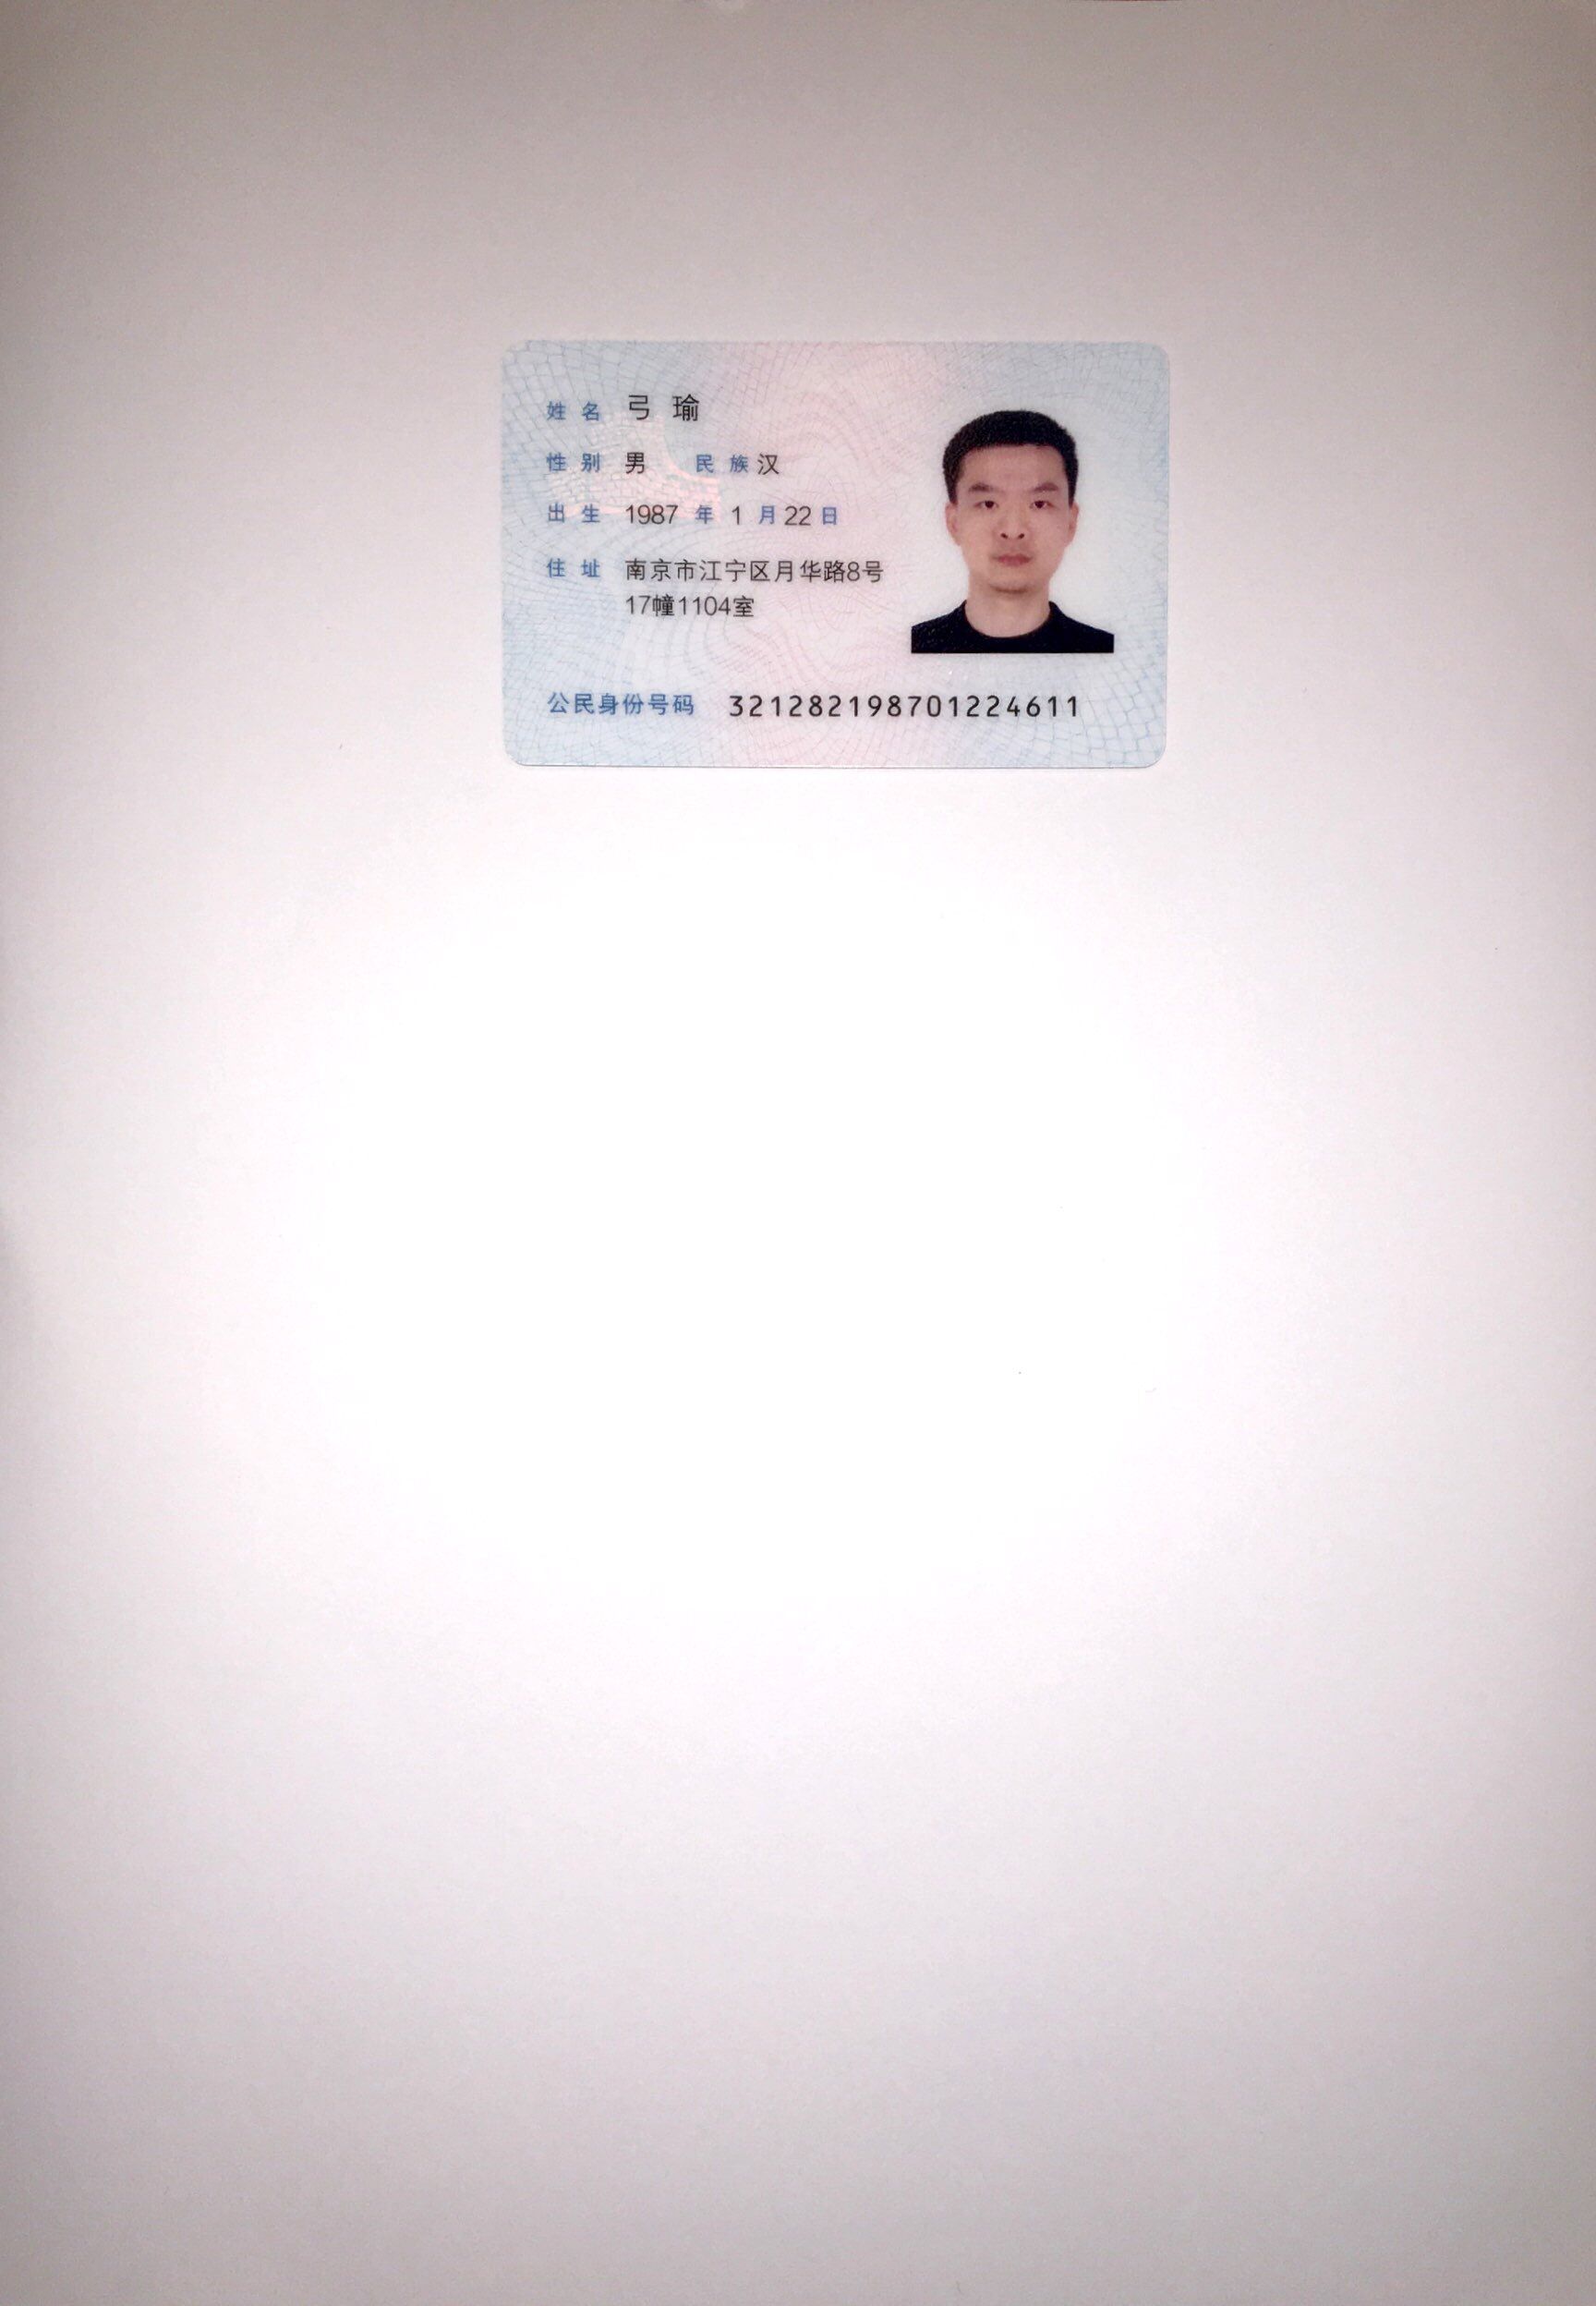 姓名 弓瑜
性别 男 民族 汉
出生 1987 年 1 月 22 日
住址 南京市江宁区月华路8号
17幢1104室
公民身份号码 321282198701224611